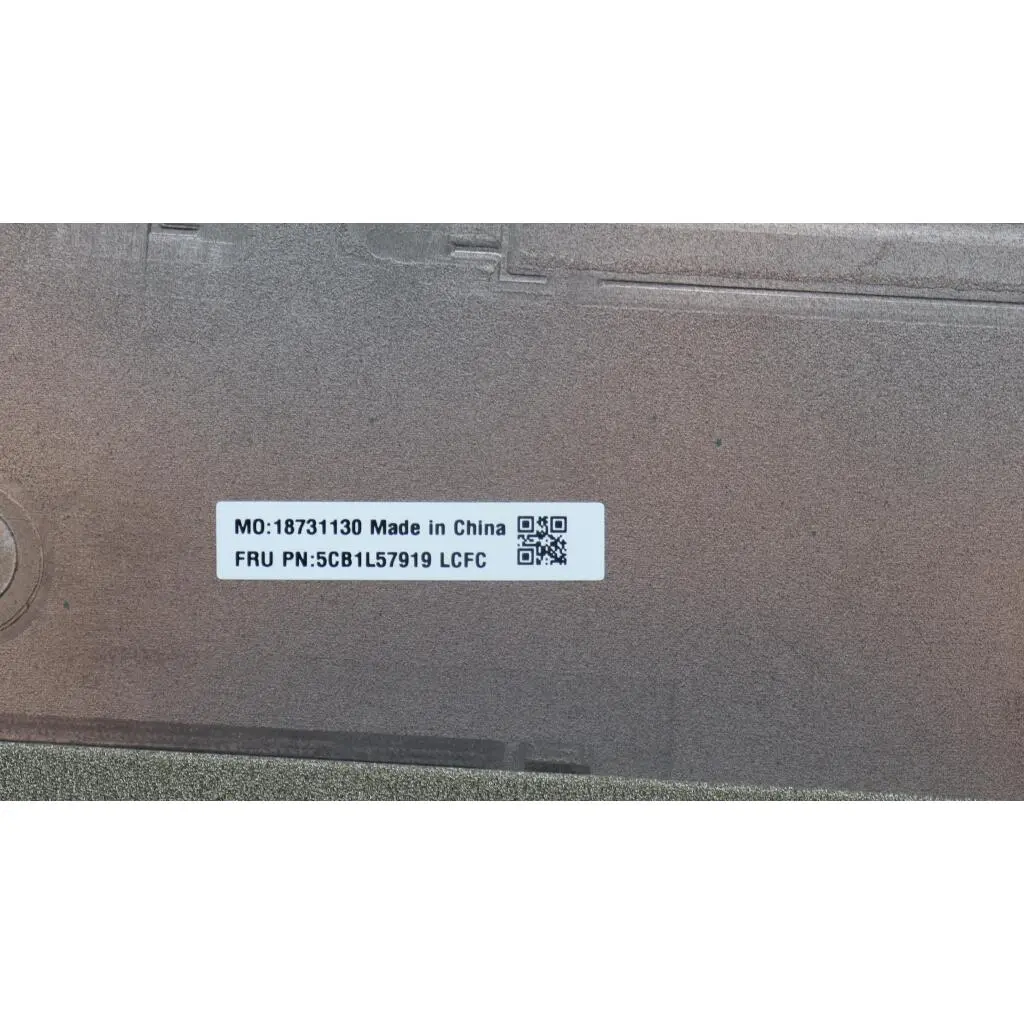 MO:18731130 Made in China
FRU PN:5CB1L57919 LCFC